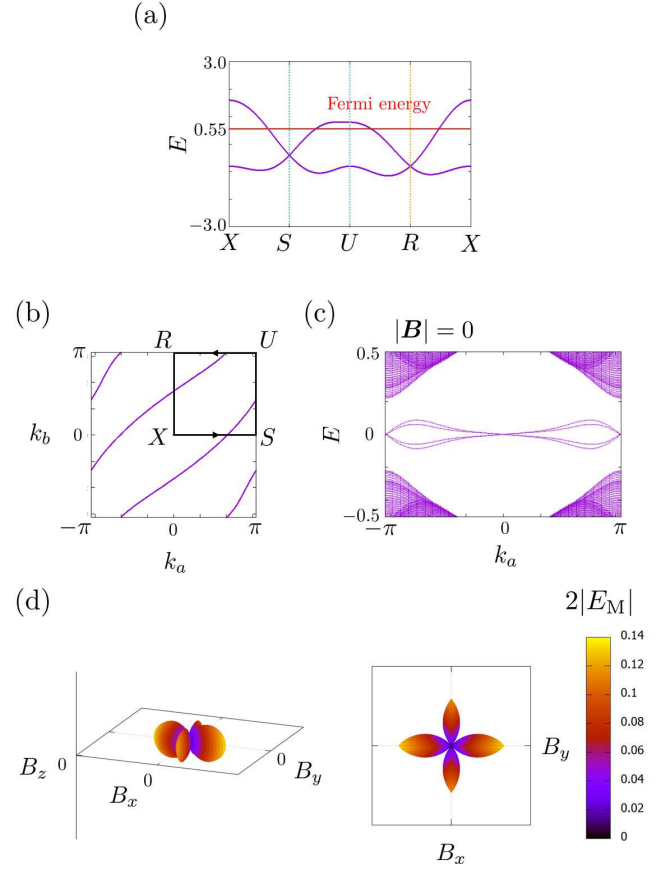 (a)
3.0
Fermi energy
0.55
E
−3.0
X S U R X
(b)
(c)
|B| = 0
R U
π
0.5
k_b
0
X S
E
0
−π 0 π
−0.5
−π 0 π
k_a
k_a
(d)
2|E_M|
0.14
0.12
0.1
0.08
0.06
0.04
0.02
0
B_z 0
B_x
0
0
B_y
B_y
B_x